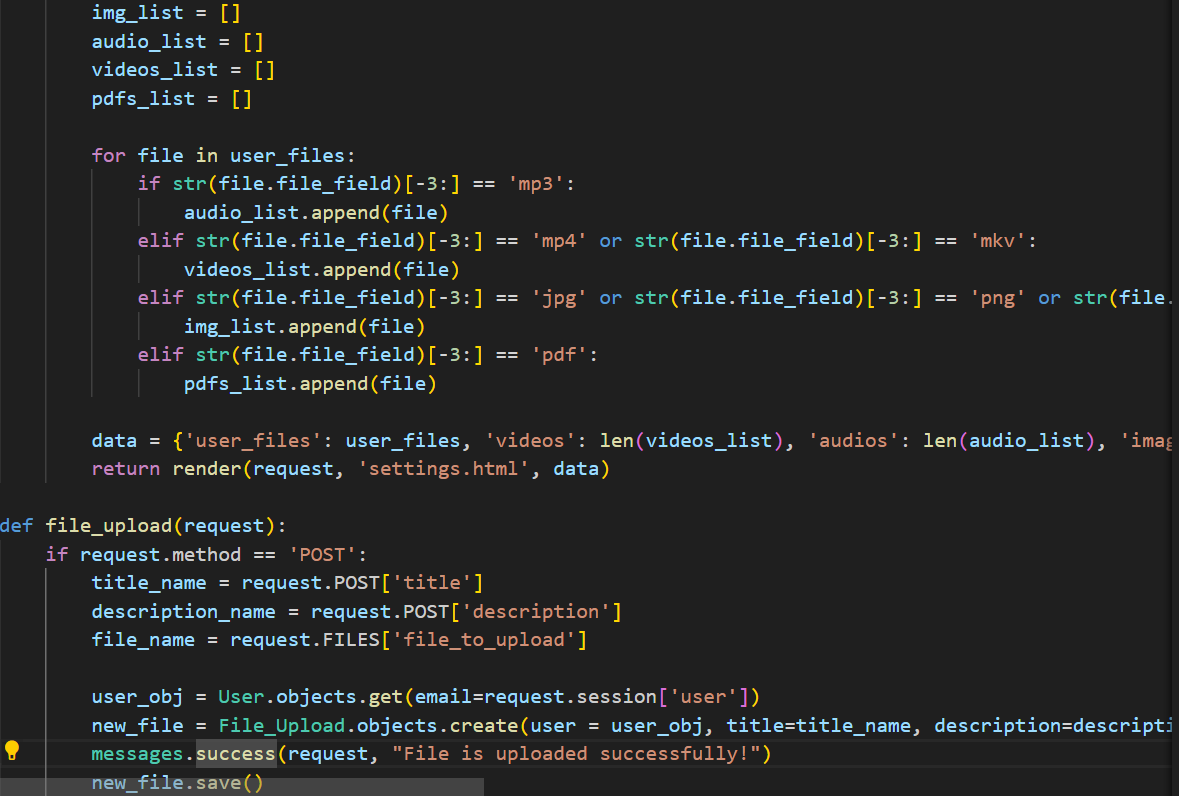 img_list = []
audio_list = []
videos_list = []
pdfs_list = []
for file in user_files:
if str(file.file_field)[-3:] == 'mp3':
audio_list.append(file)
elif str(file.file_field)[-3:] == 'mp4' or str(file.file_field)[-3:] == 'mkv':
videos_list.append(file)
elif str(file.file_field)[-3:] == 'jpg' or str(file.file_field)[-3:] == 'png' or str(file.
img_list.append(file)
elif str(file.file_field)[-3:] == 'pdf':
pdfs_list.append(file)
data = {'user_files': user_files, 'videos': len(videos_list), 'audios': len(audio_list), 'imag
return render(request, 'settings.html', data)
def file_upload(request):
if request.method == 'POST':
title_name = request.POST['title']
description_name = request.POST['description']
file_name = request.FILES['file_to_upload']
user_obj = User.objects.get(email=request.session['user'])
new_file = File_Upload.objects.create(user = user_obj, title=title_name, description=descripti
messages.success(request, "File is uploaded successfully!")
new_file.save()